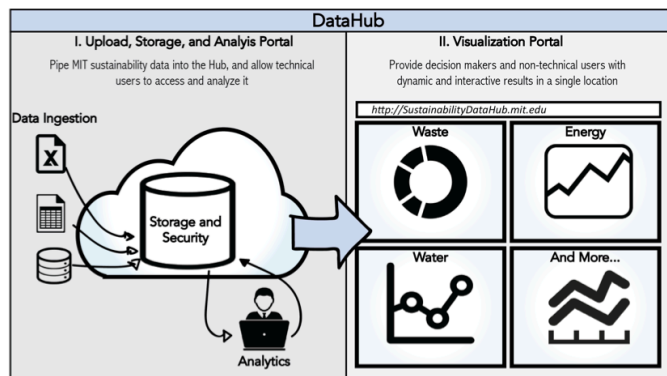 DataHub
I. Upload, Storage, and Analyis Portal
Pipe MIT sustainability data into the Hub, and allow technical
users to access and analyze it
Data Ingestion
X
Storage and
Security
Analytics
II. Visualization Portal
Provide decision makers and non-technical users with
dynamic and interactive results in a single location
http://SustainabilityDataHub.mit.edu
Waste
Energy
Water
And More...